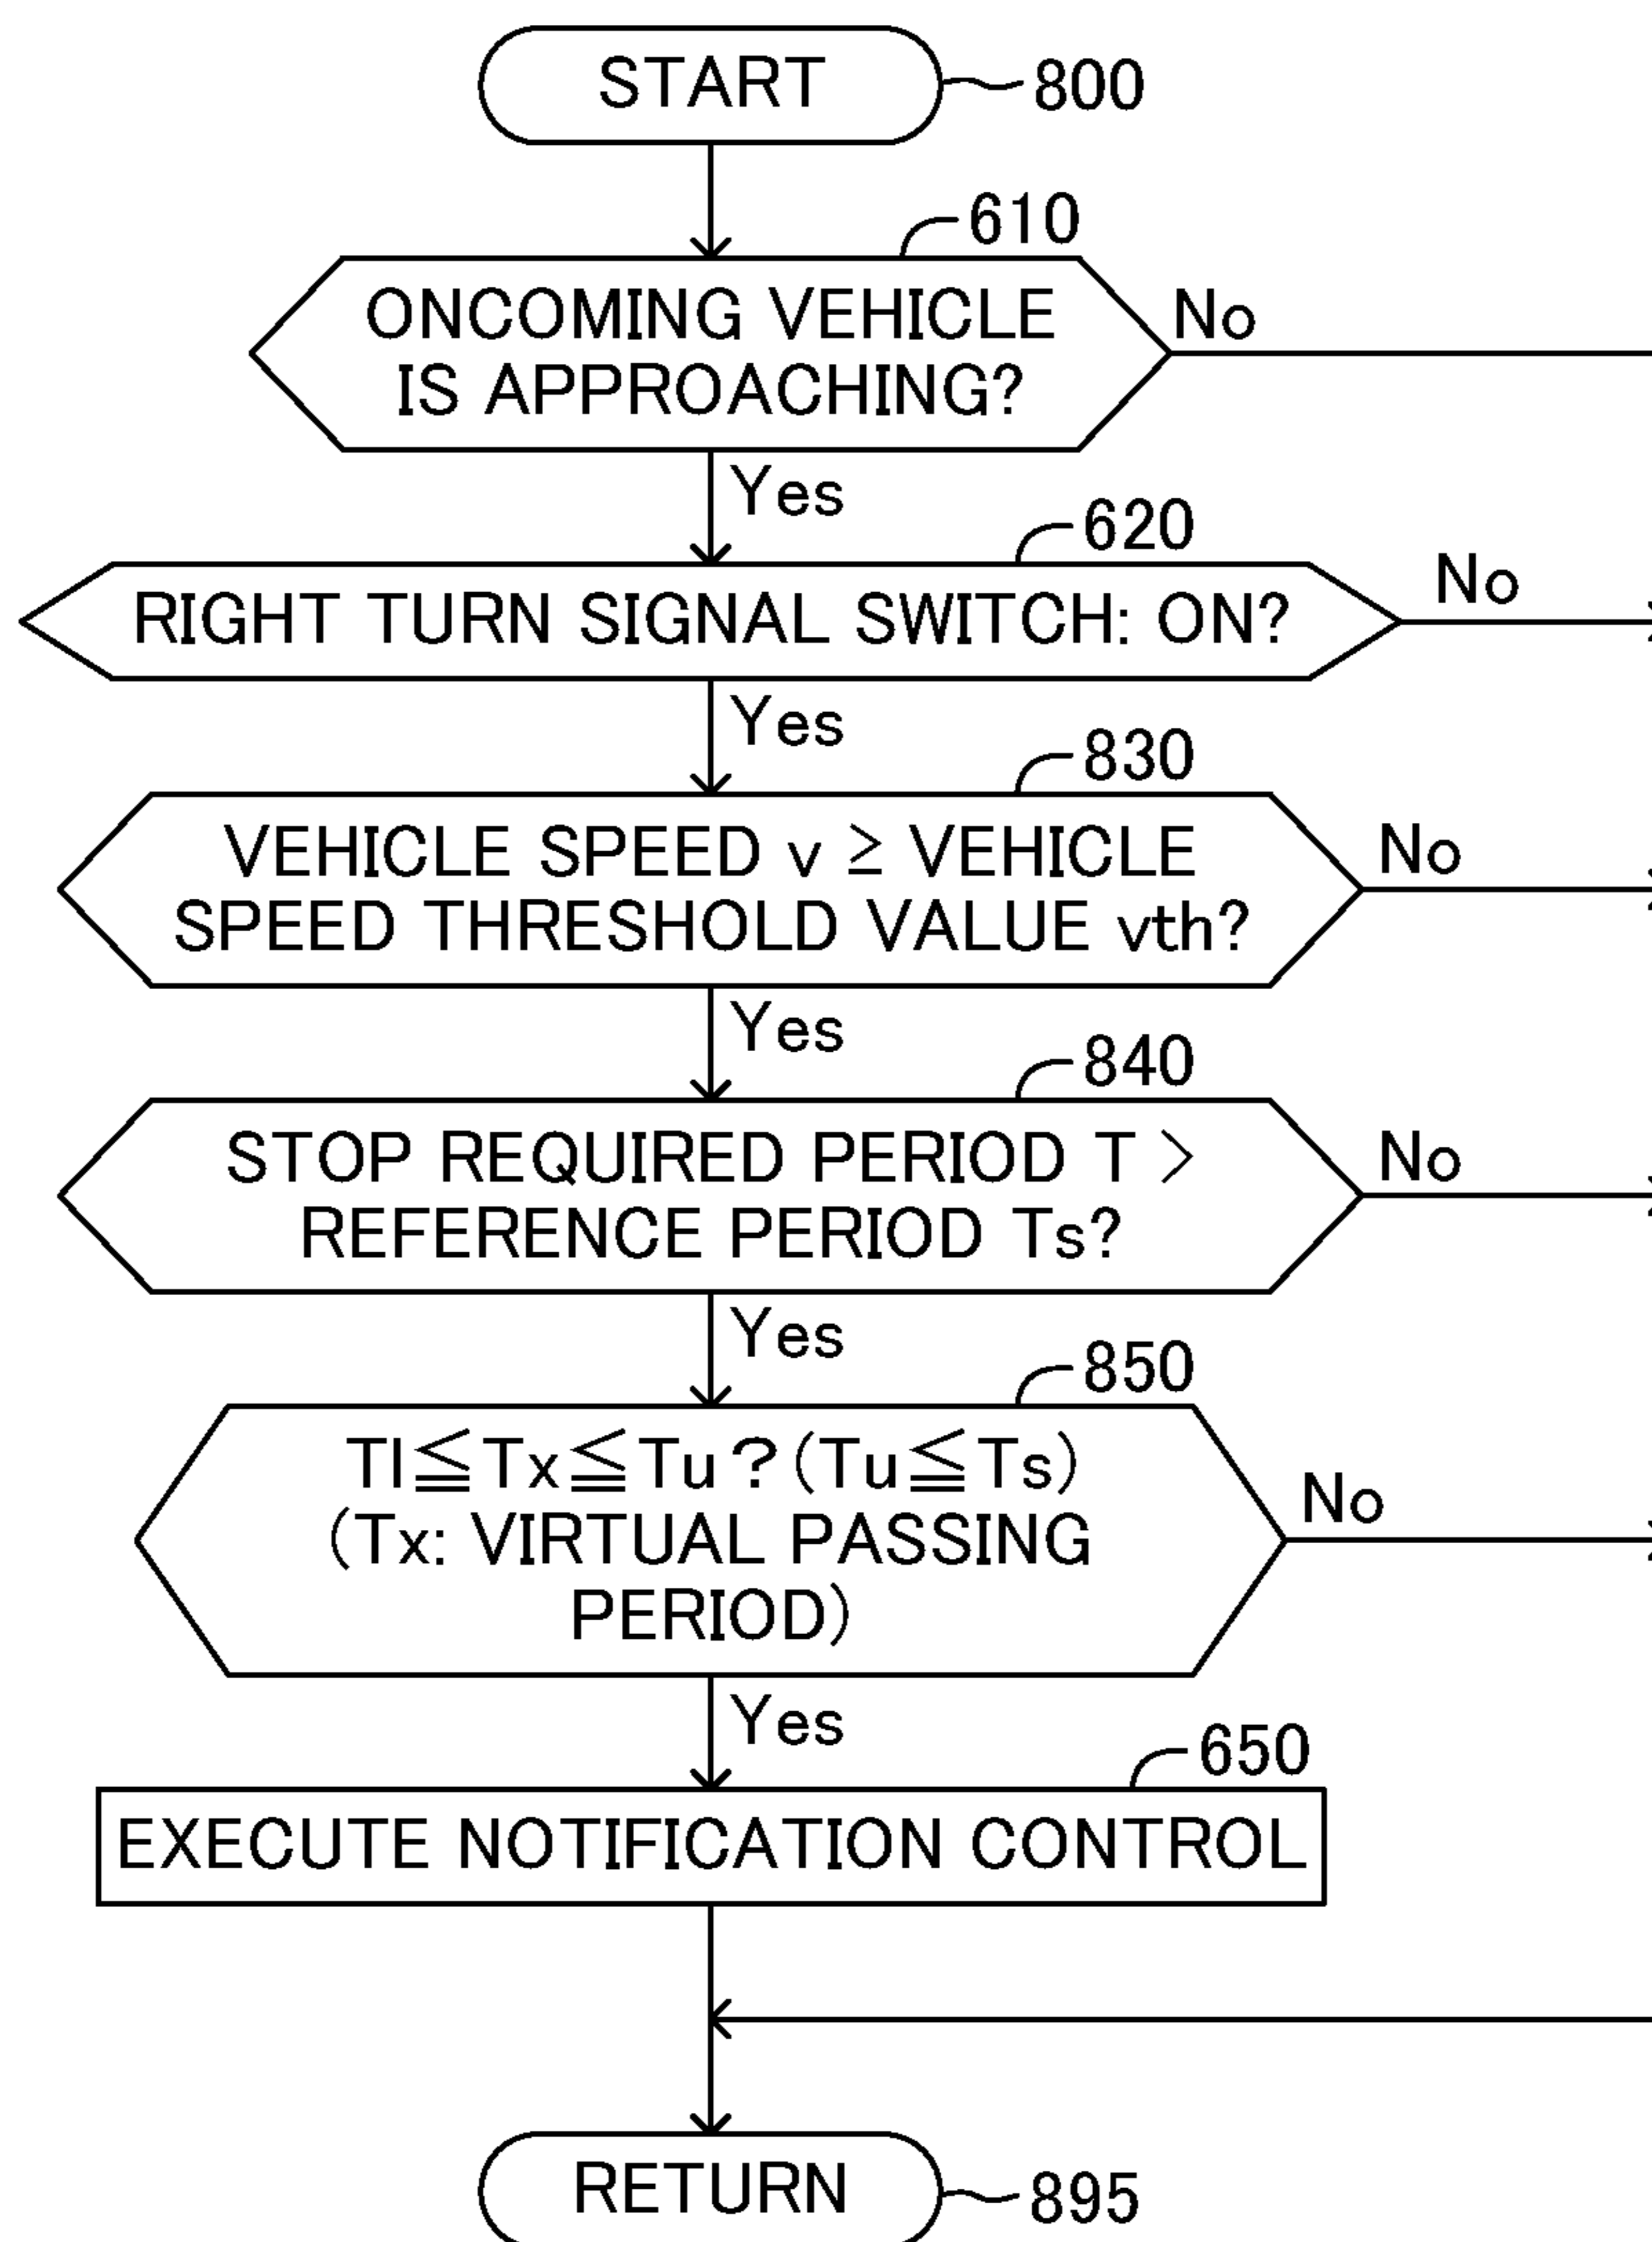 START
800
610
ONCOMING VEHICLE
IS APPROACHING?
No
Yes
620
RIGHT TURN SIGNAL SWITCH: ON?
No
Yes
830
VEHICLE SPEED v ≥ VEHICLE
SPEED THRESHOLD VALUE vth?
No
Yes
840
STOP REQUIRED PERIOD T >
REFERENCE PERIOD Ts?
No
Yes
850
Tl≦Tx≦Tu?(Tu≦Ts)
(Tx: VIRTUAL PASSING
PERIOD)
No
Yes
650
EXECUTE NOTIFICATION CONTROL
RETURN
895